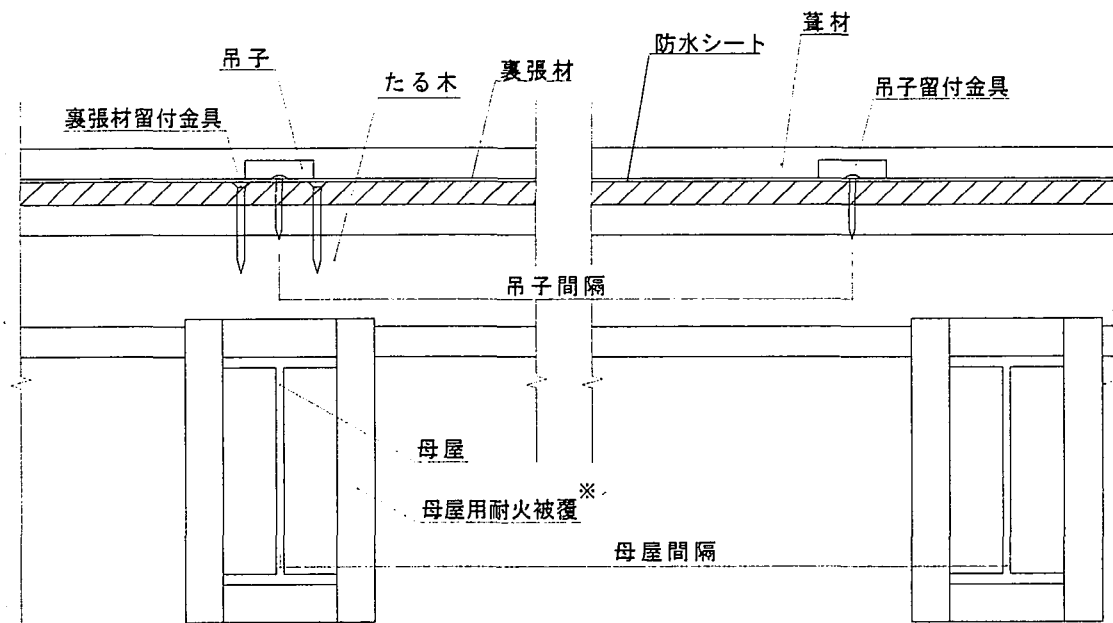 葺材
防水シート
吊子
裏張材
たる木
吊子留付金具
裏張材留付金具
吊子間隔
母屋
母屋用耐火被覆※
母屋間隔